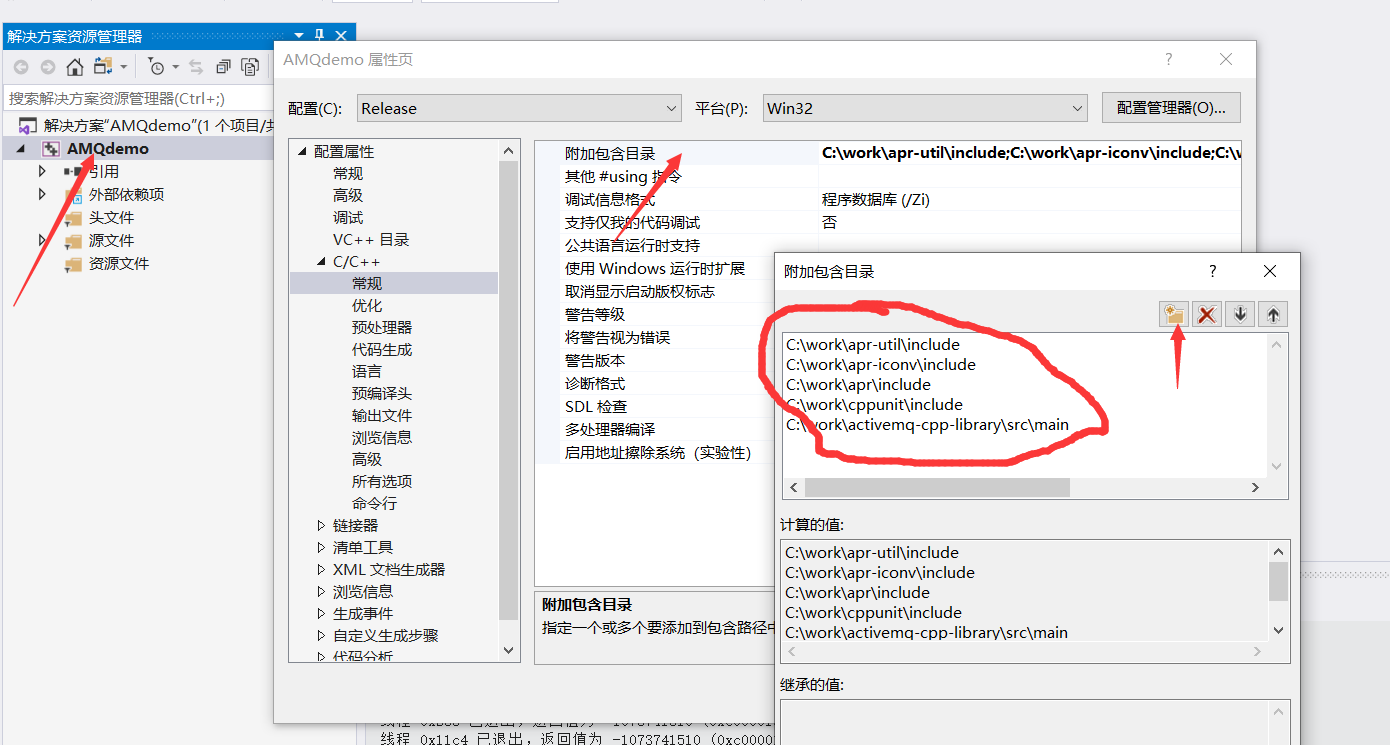 解决方案资源管理器
搜索解决方案资源管理器(Ctrl+;)
解决方案“AMQdemo”(1 个项目/共
AMQdemo
引用
外部依赖项
头文件
源文件
资源文件
AMQdemo 属性页
配置(C):
Release
平台(P):
Win32
配置管理器(O)...
配置属性
常规
高级
调试
VC++ 目录
C/C++
常规
优化
预处理器
代码生成
语言
预编译头
输出文件
浏览信息
高级
所有选项
命令行
链接器
清单工具
XML 文档生成器
浏览信息
生成事件
自定义生成步骤
代码分析
附加包含目录
C:\work\apr-util\include;C:\work\apr-iconv\include;C:\w
其他 #using 指令
调试信息格式
程序数据库 (/Zi)
支持仅我的代码调试
否
公共语言运行时支持
使用 Windows 运行时扩展
取消显示启动版权标志
警告等级
将警告视为错误
警告版本
诊断格式
SDL 检查
多处理器编译
启用地址擦除系统（实验性）
附加包含目录
指定一个或多个要添加到包含路径中
附加包含目录
C:\work\apr-util\include
C:\work\apr-iconv\include
C:\work\apr\include
C:\work\cppunit\include
C:\work\activemq-cpp-library\src\main
计算的值:
C:\work\apr-util\include
C:\work\apr-iconv\include
C:\work\apr\include
C:\work\cppunit\include
C:\work\activemq-cpp-library\src\main
继承的值:
线程 0x11c4 已退出，返回值为 -1073741510 (0xc000